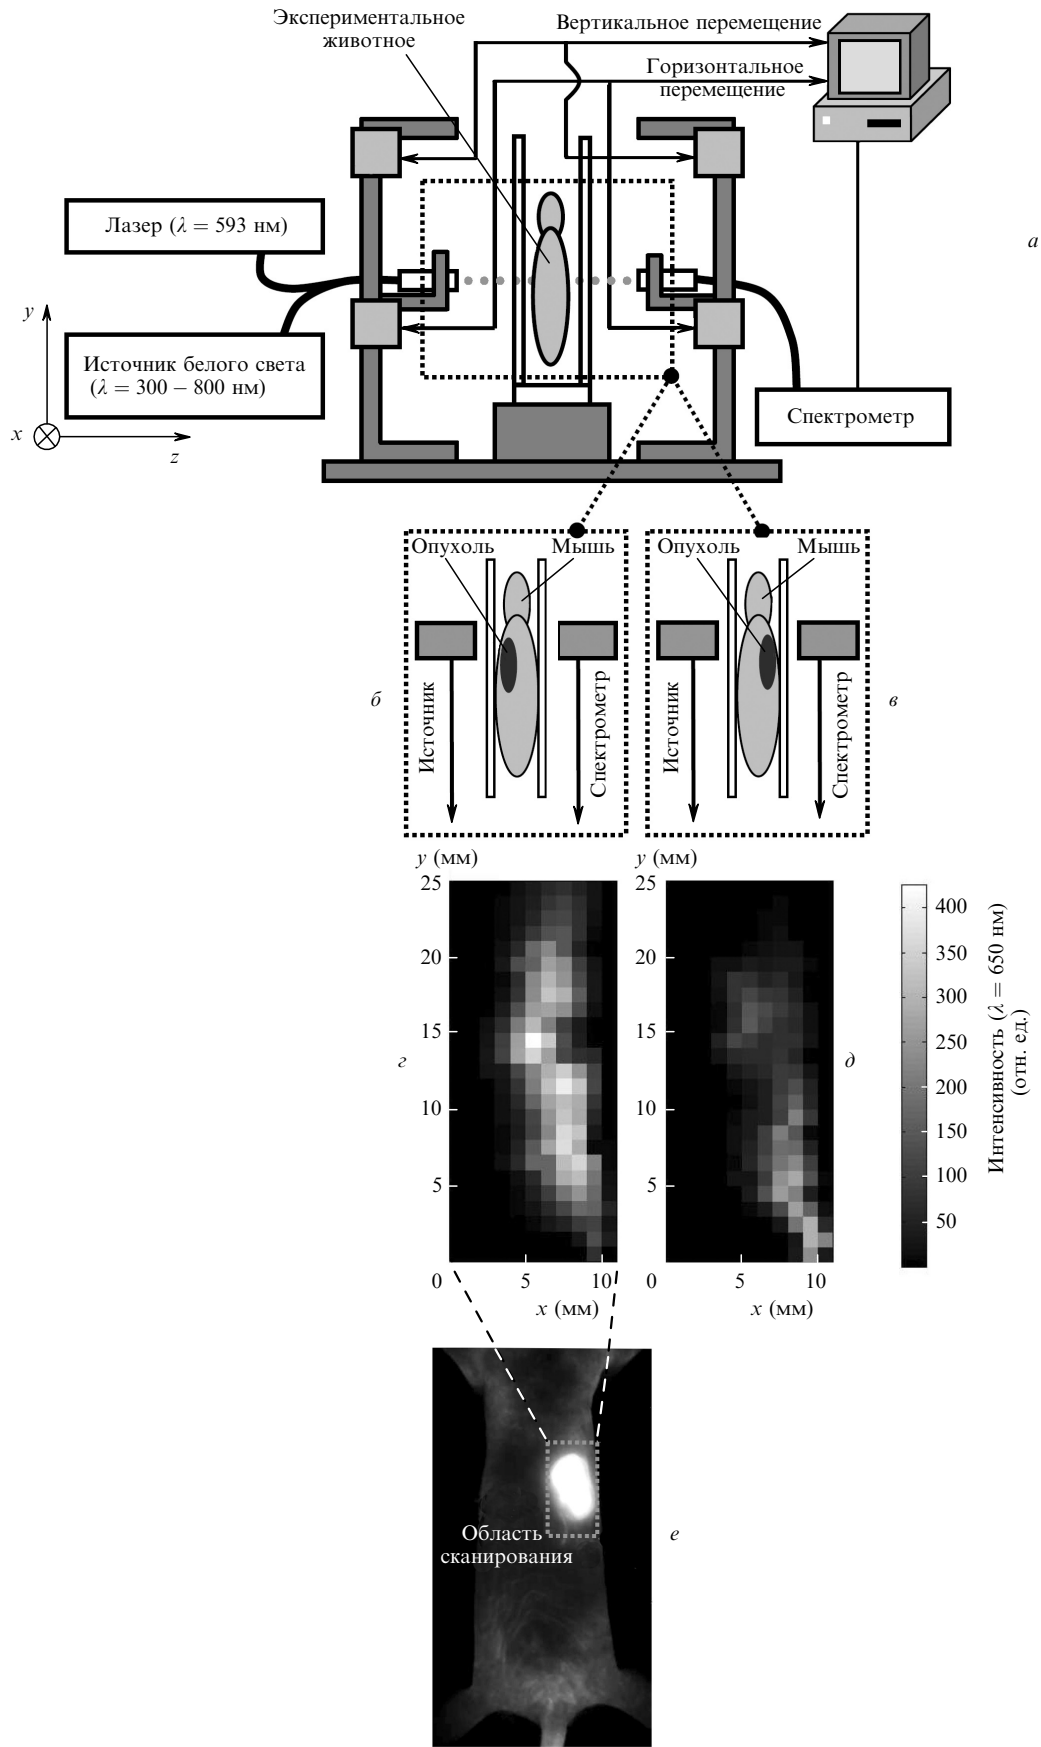 Экспериментальное
животное
Вертикальное перемещение
Горизонтальное
перемещение
Лазер (λ = 593 нм)
а
y
Источник белого света
(λ = 300 – 800 нм)
x
z
Спектрометр
Опухоль
Мышь
Опухоль
Мышь
Источник
Спектрометр
Источник
Спектрометр
б
в
y (мм)
y (мм)
25
20
15
10
5
0
5
10
x (мм)
г
25
20
15
10
5
0
5
10
x (мм)
д
400
350
300
250
200
150
100
50
Интенсивность (λ = 650 нм)
(отн. ед.)
Область
сканирования
е